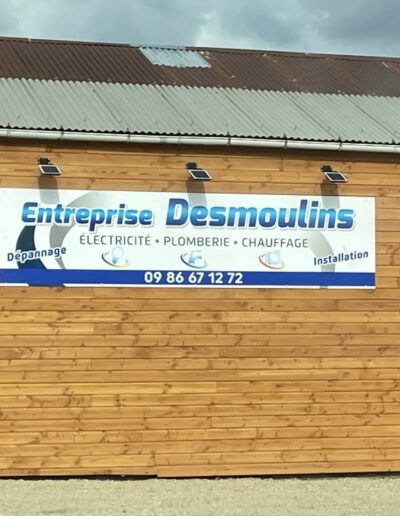 Entreprise Desmoulins
ÉLECTRICITÉ • PLOMBERIE • CHAUFFAGE
Dépannage
Installation
09 86 67 12 72